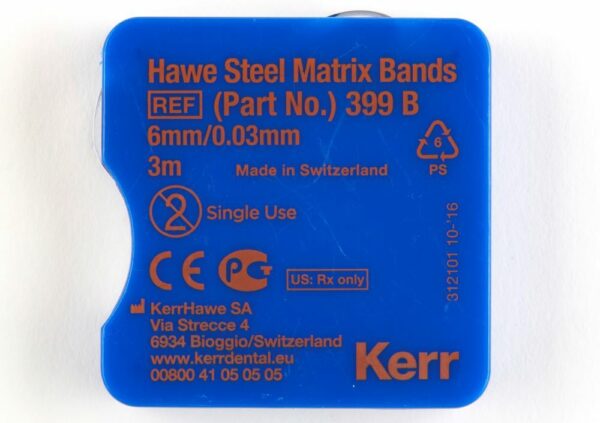 Hawe Steel Matrix Bands
REF (Part No.) 399 B
6mm/0.03mm
3m Made in Switzerland
6
PS
2 Single Use
CE PG US: Rx only
312101 10-'16
KerrHawe SA
Via Strecce 4
6934 Bioggio/Switzerland
www.kerrdental.eu
00800 41 05 05 05
Kerr